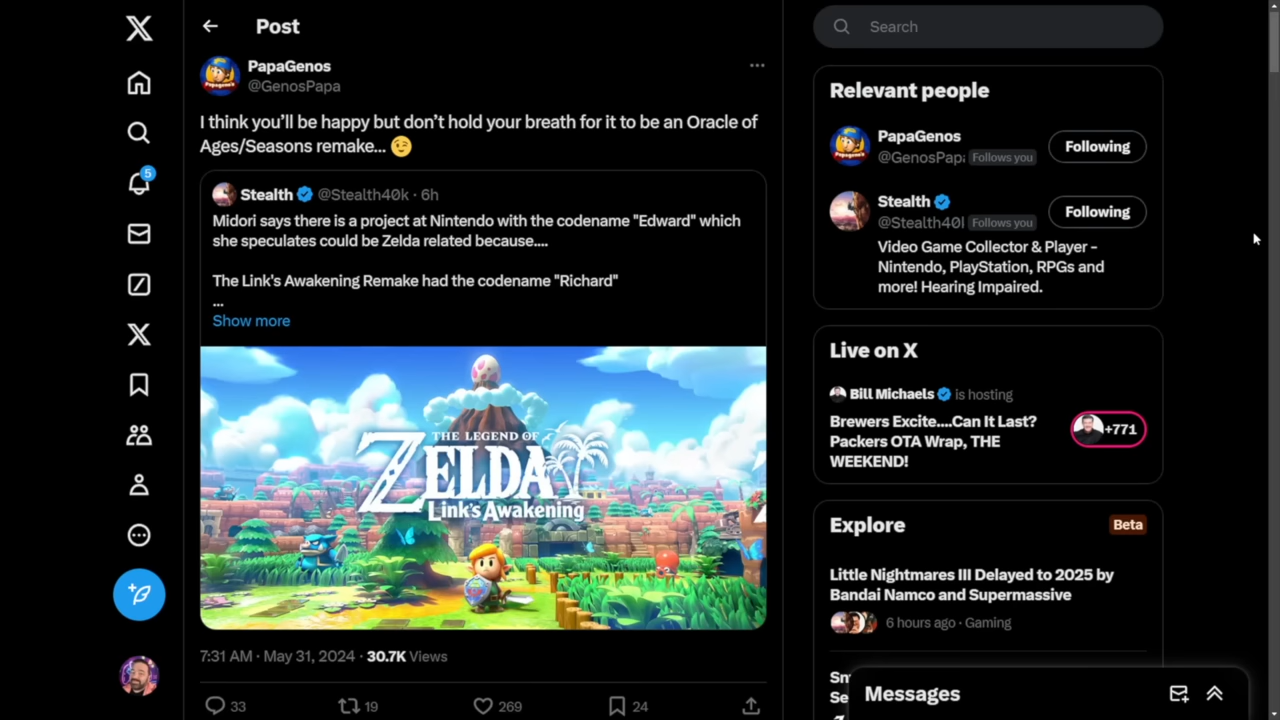 Post
PapaGenos
@GenosPapa
I think you’ll be happy but don’t hold your breath for it to be an Oracle of
Ages/Seasons remake... 😉
Stealth @Stealth40k · 6h
Midori says there is a project at Nintendo with the codename "Edward" which
she speculates could be Zelda related because....
The Link's Awakening Remake had the codename "Richard"
...
Show more
THE LEGEND OF
ZELDA
Link's Awakening
7:31 AM · May 31, 2024 · 30.7K Views
33
19
269
24
5
Search
Relevant people
PapaGenos
@GenosPapa Follows you
Following
Stealth
@Stealth40l Follows you
Following
Video Game Collector & Player -
Nintendo, PlayStation, RPGs and
more! Hearing Impaired.
Live on X
Bill Michaels is hosting
Brewers Excite....Can It Last?
Packers OTA Wrap, THE
WEEKEND!
+771
Explore
Beta
Little Nightmares III Delayed to 2025 by
Bandai Namco and Supermassive
6 hours ago · Gaming
Se
Messages